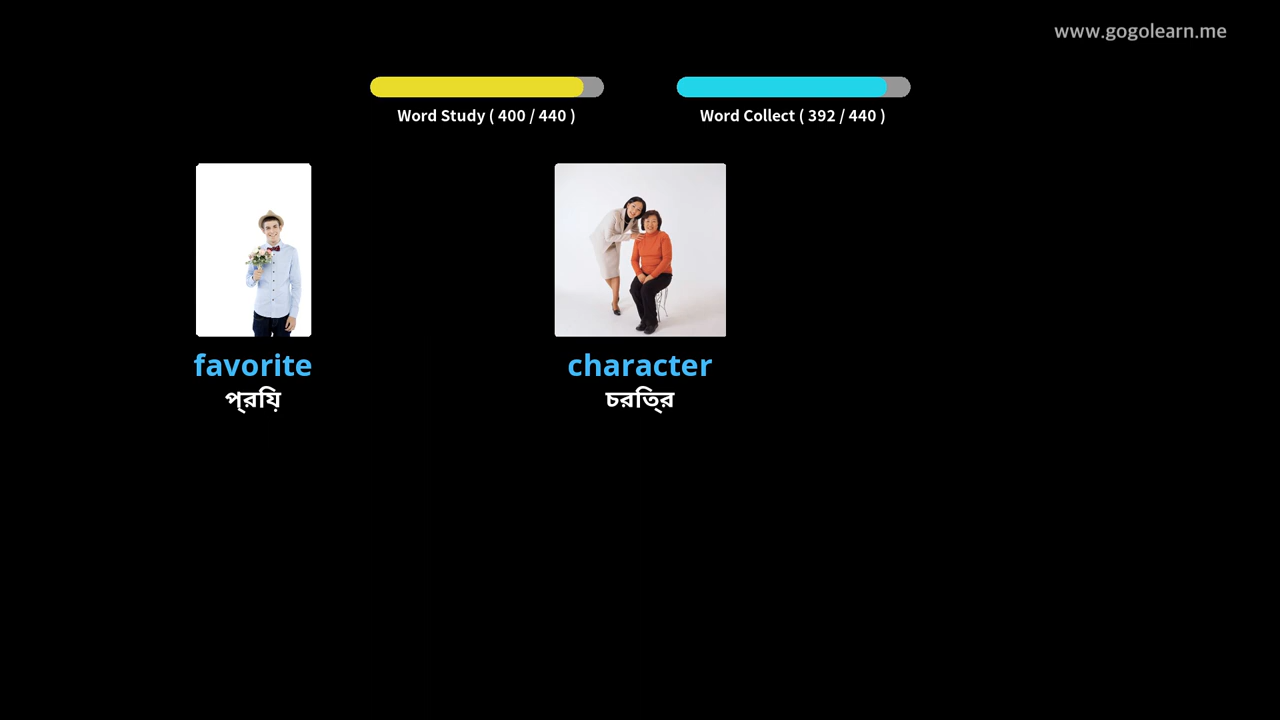 www.gogolearn.me
Word Study ( 400 / 440 )
Word Collect ( 392 / 440 )
favorite
character
প্রিয়
চরিত্র